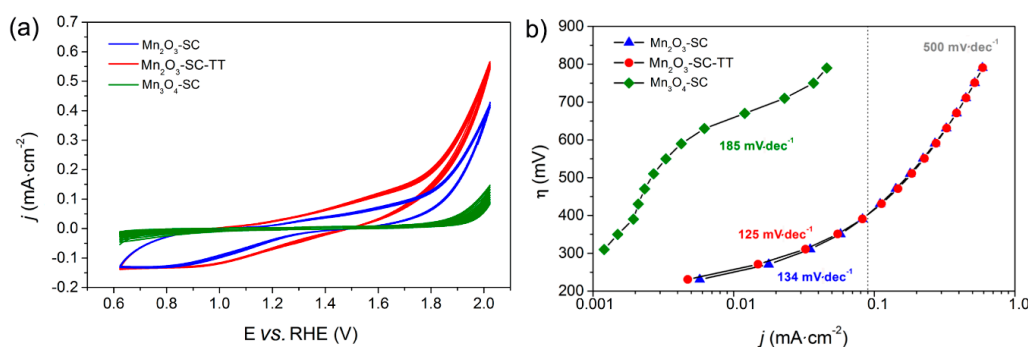 (a)
0.7
0.6
0.5
0.4
0.3
0.2
0.1
0.0
-0.1
-0.2
j (mA·cm⁻²)
Mn₂O₃-SC
Mn₂O₃-SC-TT
Mn₃O₄-SC
0.6 0.8 1.0 1.2 1.4 1.6 1.8 2.0
E vs. RHE (V)
b)
900
800
700
600
500
400
300
200
η (mV)
Mn₂O₃-SC
Mn₂O₃-SC-TT
Mn₃O₄-SC
500 mV·dec⁻¹
185 mV·dec⁻¹
125 mV·dec⁻¹
134 mV·dec⁻¹
0.001 0.01 0.1 1.0
j (mA·cm⁻²)